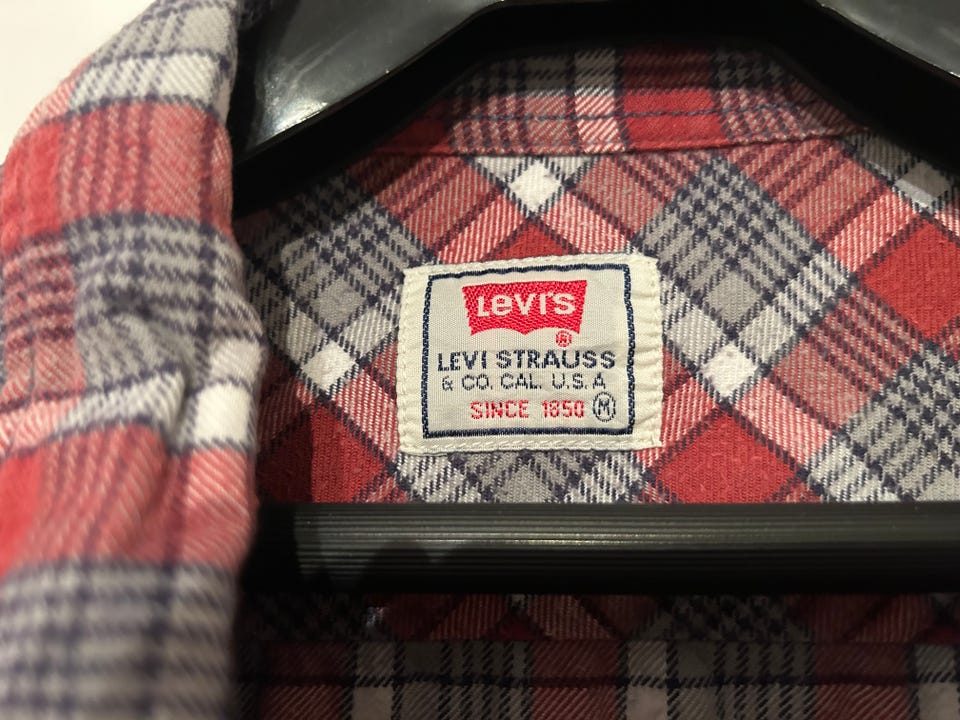 LEVI'S
®
LEVI STRAUSS
& CO. CAL. U.S.A
SINCE 1850 M